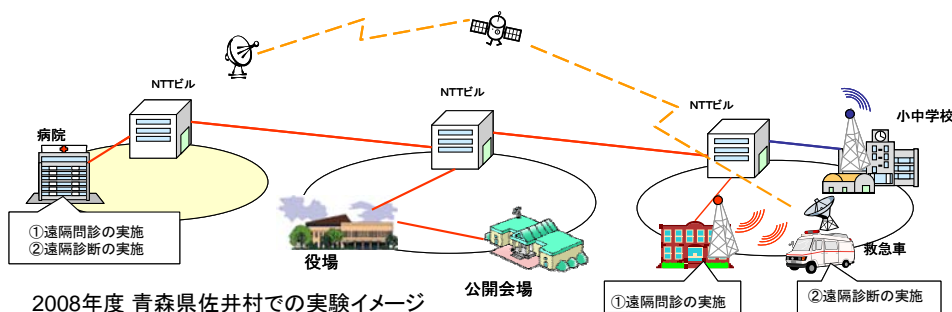 NTTビル
NTTビル
NTTビル
小中学校
病院
①遠隔問診の実施
②遠隔診断の実施
役場
公開会場
救急車
①遠隔問診の実施
②遠隔診断の実施
2008年度 青森県佐井村での実験イメージ